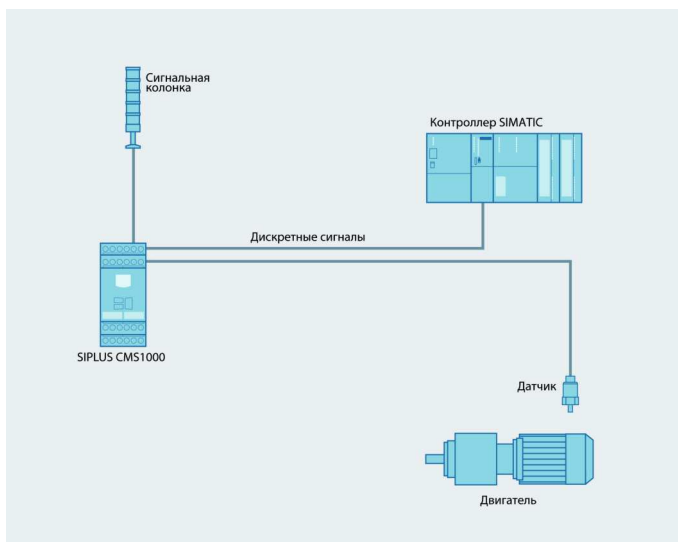 Сигнальная
колонка
Контроллер SIMATIC
Дискретные сигналы
SIPLUS CMS1000
Датчик
Двигатель